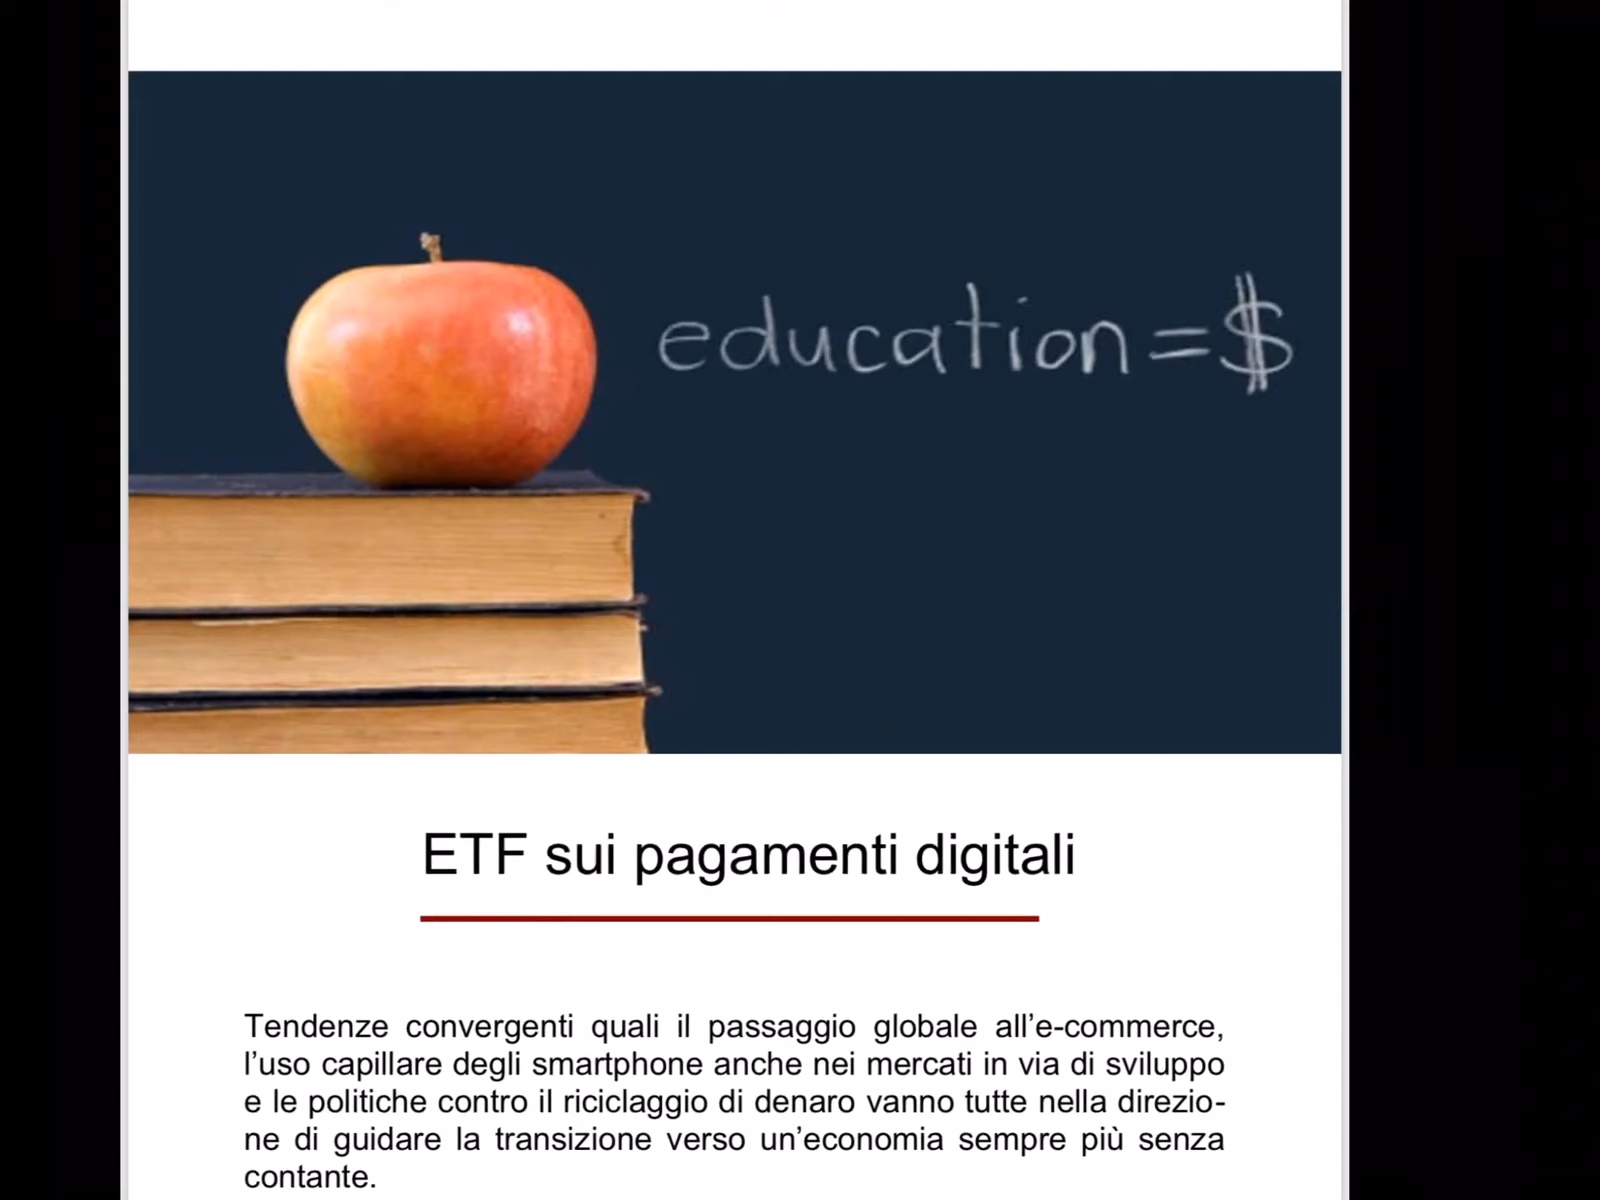 education=$
ETF sui pagamenti digitali
Tendenze convergenti quali il passaggio globale all’e-commerce,
l’uso capillare degli smartphone anche nei mercati in via di sviluppo
e le politiche contro il riciclaggio di denaro vanno tutte nella direzio-
ne di guidare la transizione verso un’economia sempre più senza
contante.